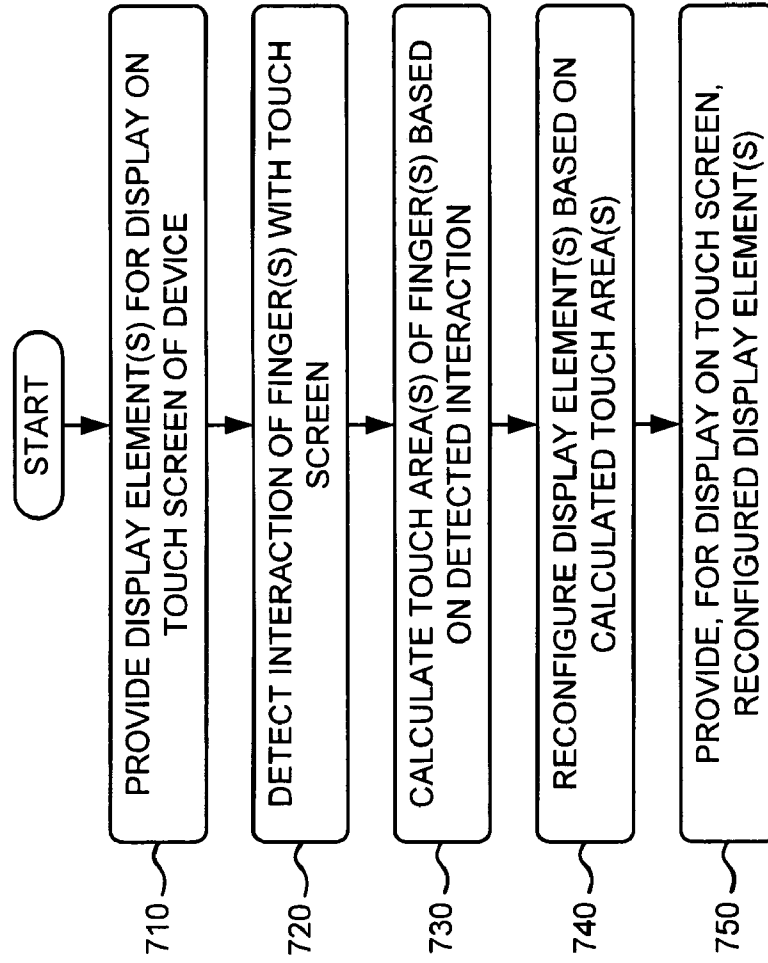 START
710
PROVIDE DISPLAY ELEMENT(S) FOR DISPLAY ON
TOUCH SCREEN OF DEVICE
720
DETECT INTERACTION OF FINGER(S) WITH TOUCH
SCREEN
730
CALCULATE TOUCH AREA(S) OF FINGER(S) BASED
ON DETECTED INTERACTION
740
RECONFIGURE DISPLAY ELEMENT(S) BASED ON
CALCULATED TOUCH AREA(S)
750
PROVIDE, FOR DISPLAY ON TOUCH SCREEN,
RECONFIGURED DISPLAY ELEMENT(S)